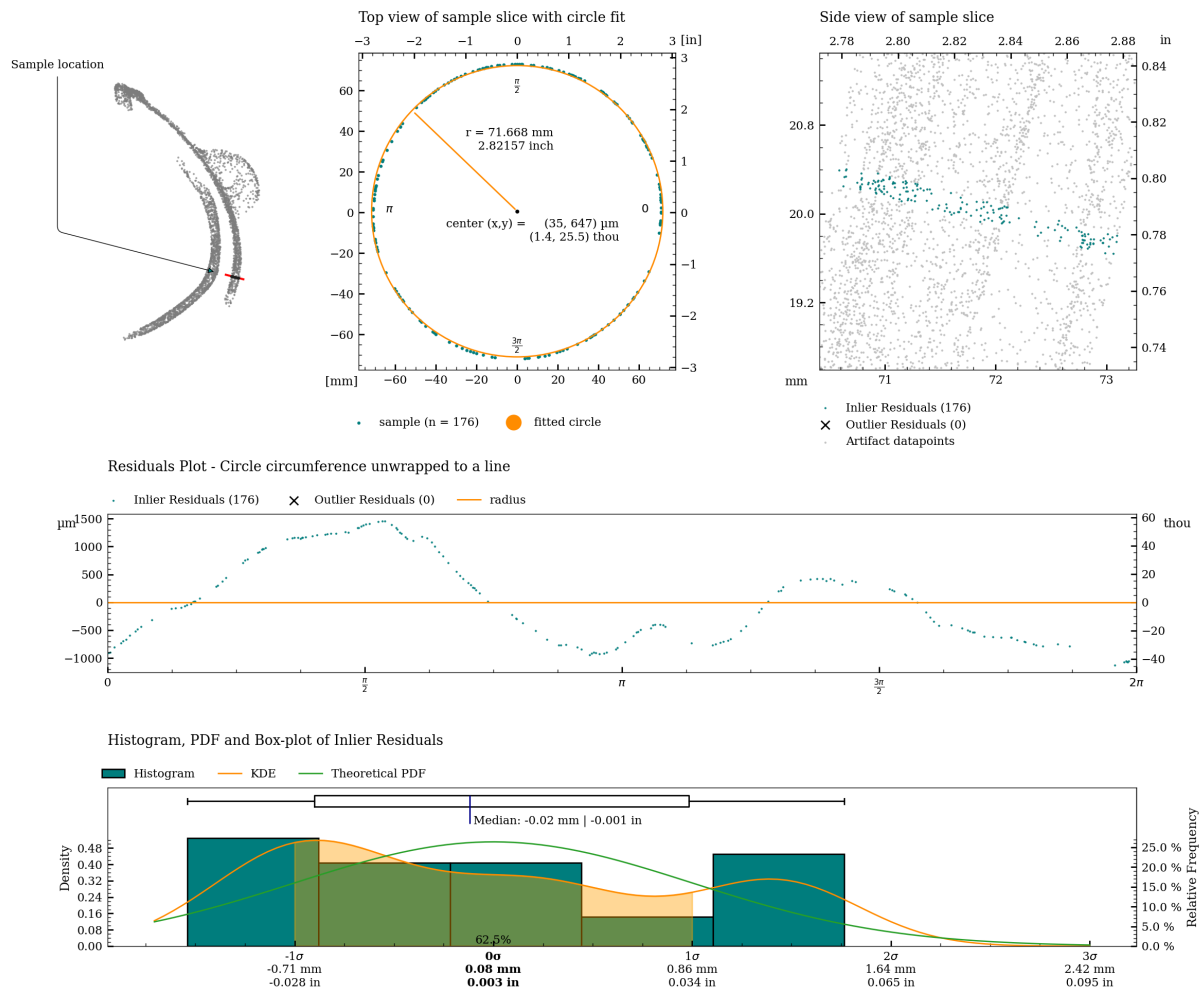 Top view of sample slice with circle fit
Side view of sample slice
Sample location
−3 −2 −1 0 1 2 3 [in]
2.78 2.80 2.82 2.84 2.86 2.88 in
60
40
20
0
−20
−40
−60
3
2
1
0
−1
−2
−3
π/2
r = 71.668 mm
2.82157 inch
π
0
center (x,y) = (35, 647) µm
(1.4, 25.5) thou
3π/2
[mm] −60 −40 −20 0 20 40 60
20.8
20.0
19.2
0.84
0.82
0.80
0.78
0.76
0.74
mm 71 72 73
sample (n = 176) fitted circle
Inlier Residuals (176)
Outlier Residuals (0)
Artifact datapoints
Residuals Plot - Circle circumference unwrapped to a line
Inlier Residuals (176) Outlier Residuals (0) radius
µm
1500
1000
500
0
−500
−1000
thou
60
40
20
0
−20
−40
0 π/2 π 3π/2 2π
Histogram, PDF and Box-plot of Inlier Residuals
Histogram KDE Theoretical PDF
Median: -0.02 mm | -0.001 in
Density
0.48
0.40
0.32
0.24
0.16
0.08
0.00
Relative Frequency
25.0 %
20.0 %
15.0 %
10.0 %
5.0 %
0.0 %
62.5%
-1σ 0σ 1σ 2σ 3σ
-0.71 mm 0.08 mm 0.86 mm 1.64 mm 2.42 mm
-0.028 in 0.003 in 0.034 in 0.065 in 0.095 in